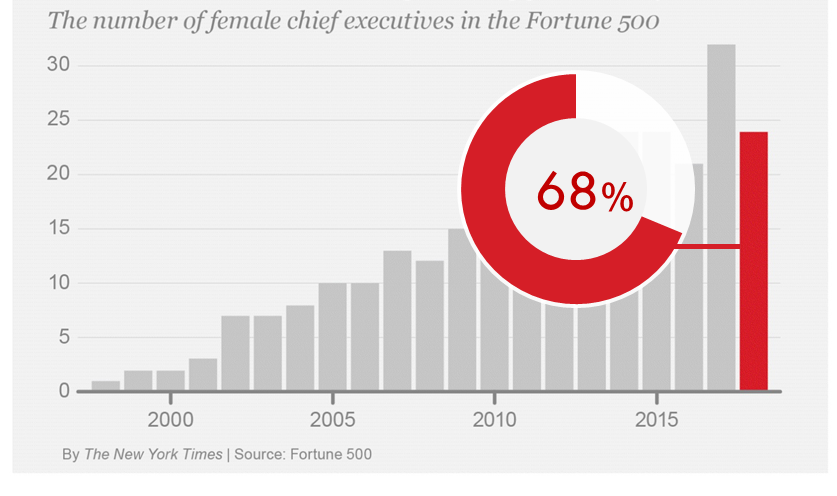 The number of female chief executives in the Fortune 500
30
25
20
15
10
5
0
68%
2000 2005 2010 2015
By The New York Times | Source: Fortune 500